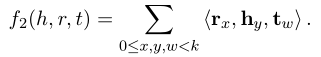 $f_2(h, r, t) = \sum_{0 \leq x, y, w < k} \langle \mathbf{r}_x, \mathbf{h}_y, \mathbf{t}_w \rangle .$